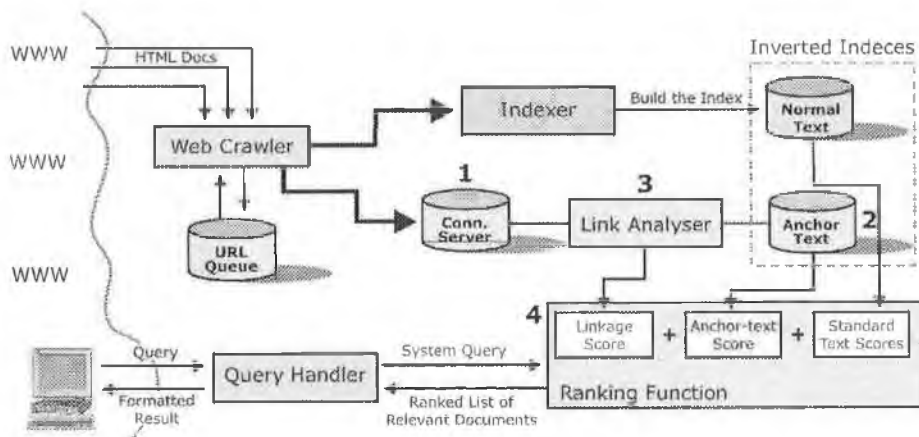 WWW
HTML Docs
Inverted Indeces
Build the Index
Indexer
Normal
Text
Web Crawler
WWW
1
3
Conn.
Server
Link Analyser
Anchor
Text
2
URL
Queue
WWW
4
Linkage
Score
+
Anchor-text
Score
+
Standard
Text Scores
Query
System Query
Query Handler
Formatted
Result
Ranked List of
Relevant Documents
Ranking Function